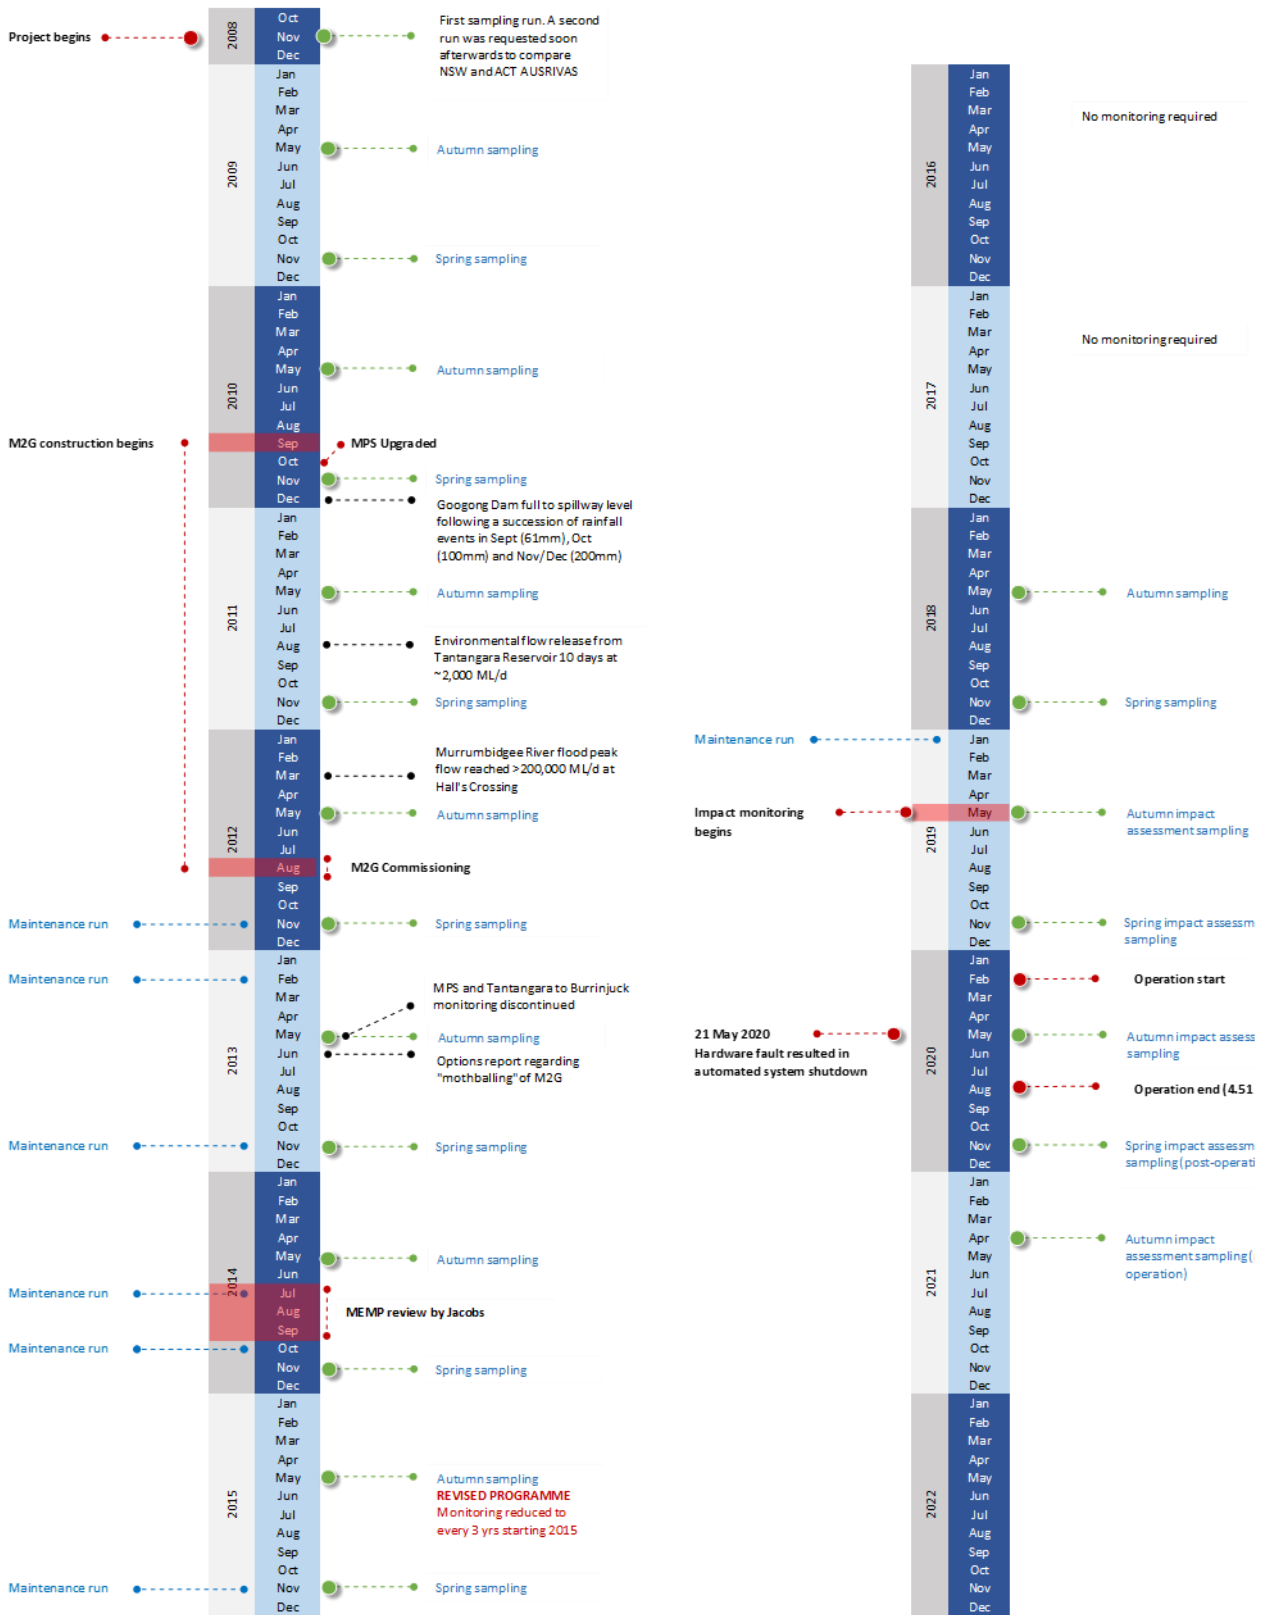 Project begins
2008
Oct
Nov
Dec
First sampling run. A second
run was requested soon
afterwards to compare
NSW and ACT AUSRIVAS
2009
Jan
Feb
Mar
Apr
May
Jun
Jul
Aug
Sep
Oct
Nov
Dec
Autumn sampling
Spring sampling
2010
Jan
Feb
Mar
Apr
May
Jun
Jul
Aug
Sep
Oct
Nov
Dec
Autumn sampling
M2G construction begins
MPS Upgraded
Spring sampling
Googong Dam full to spillway level
following a succession of rainfall
events in Sept (61mm), Oct
(100mm) and Nov/Dec (200mm)
2011
Jan
Feb
Mar
Apr
May
Jun
Jul
Aug
Sep
Oct
Nov
Dec
Autumn sampling
Environmental flow release from
Tantangara Reservoir 10 days at
~2,000 ML/d
Spring sampling
2012
Jan
Feb
Mar
Apr
May
Jun
Jul
Aug
Sep
Oct
Nov
Dec
Murrumbidgee River flood peak
flow reached >200,000 ML/d at
Hall's Crossing
Autumn sampling
M2G Commissioning
Maintenance run
Spring sampling
2013
Jan
Feb
Mar
Apr
May
Jun
Jul
Aug
Sep
Oct
Nov
Dec
Maintenance run
MPS and Tantangara to Burrinjuck
monitoring discontinued
Autumn sampling
Options report regarding
"mothballing" of M2G
Maintenance run
Spring sampling
2014
Jan
Feb
Mar
Apr
May
Jun
Jul
Aug
Sep
Oct
Nov
Dec
Autumn sampling
Maintenance run
MEMP review by Jacobs
Maintenance run
Spring sampling
2015
Jan
Feb
Mar
Apr
May
Jun
Jul
Aug
Sep
Oct
Nov
Dec
Autumn sampling
REVISED PROGRAMME
Monitoring reduced to
every 3 yrs starting 2015
Maintenance run
Spring sampling
2016
Jan
Feb
Mar
Apr
May
Jun
Jul
Aug
Sep
Oct
Nov
Dec
No monitoring required
2017
Jan
Feb
Mar
Apr
May
Jun
Jul
Aug
Sep
Oct
Nov
Dec
No monitoring required
2018
Jan
Feb
Mar
Apr
May
Jun
Jul
Aug
Sep
Oct
Nov
Dec
Autumn sampling
Spring sampling
2019
Jan
Feb
Mar
Apr
May
Jun
Jul
Aug
Sep
Oct
Nov
Dec
Maintenance run
Impact monitoring
begins
Autumn impact
assessment sampling
Spring impact assessm
sampling
2020
Jan
Feb
Mar
Apr
May
Jun
Jul
Aug
Sep
Oct
Nov
Dec
Operation start
21 May 2020
Hardware fault resulted in
automated system shutdown
Autumn impact assess
sampling
Operation end (4.51
Spring impact assessm
sampling (post-operati
2021
Jan
Feb
Mar
Apr
May
Jun
Jul
Aug
Sep
Oct
Nov
Dec
Autumn impact
assessment sampling (
operation)
2022
Jan
Feb
Mar
Apr
May
Jun
Jul
Aug
Sep
Oct
Nov
Dec